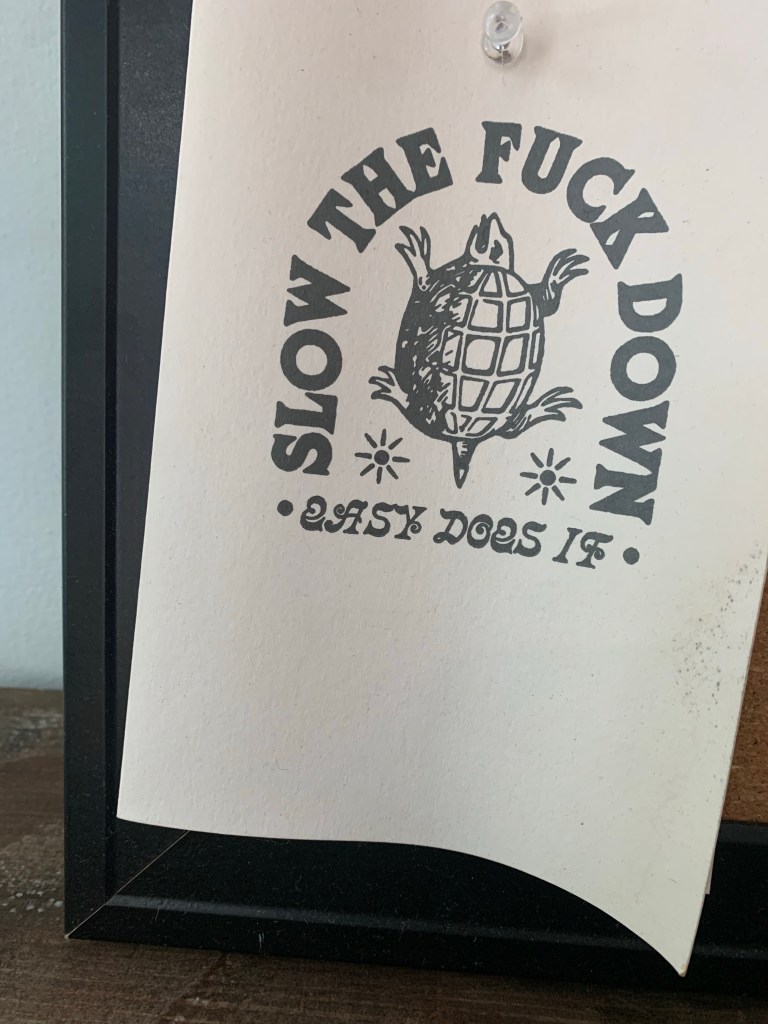 SLOW THE FUCK DOWN
• EASY DOES IT •